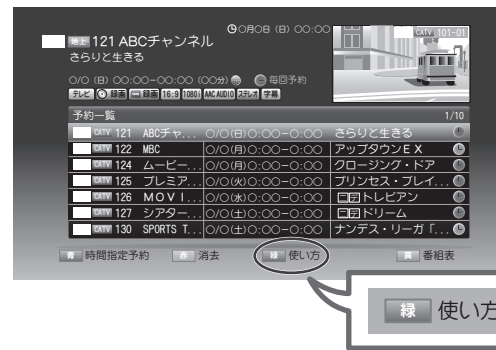 地上 121 ABCチャンネル
○月○日 (日) 00:00
CATV 101-01
さらりと生きる
○/○ (日) ○○:○○−○○:○○ (○○分) 毎回予約
テレビ 録画 録画 16:9 1080i AAC AUDIO ステレオ 字幕
予約一覧 1/10
CATV 121 ABCチャ... ○/○(日)○:○○−○:○○ さらりと生きる
CATV 122 MBC ○/○(月)○:○○−○:○○ アップタウンEX
CATV 124 ムービー... ○/○(月)○:○○−○:○○ クロージング・ドア
CATV 125 プレミア... ○/○(火)○:○○−○:○○ プリンセス・ブレイ...
CATV 126 MOVI... ○/○(水)○:○○−○:○○ トレビアン
CATV 127 シアター... ○/○(土)○:○○−○:○○ ドリーム
CATV 130 SPORTS T... ○/○(土)○:○○−○:○○ ナンデス・リーガ「...
青 時間指定予約 赤 消去 緑 使い方 黄 番組表
緑 使い方